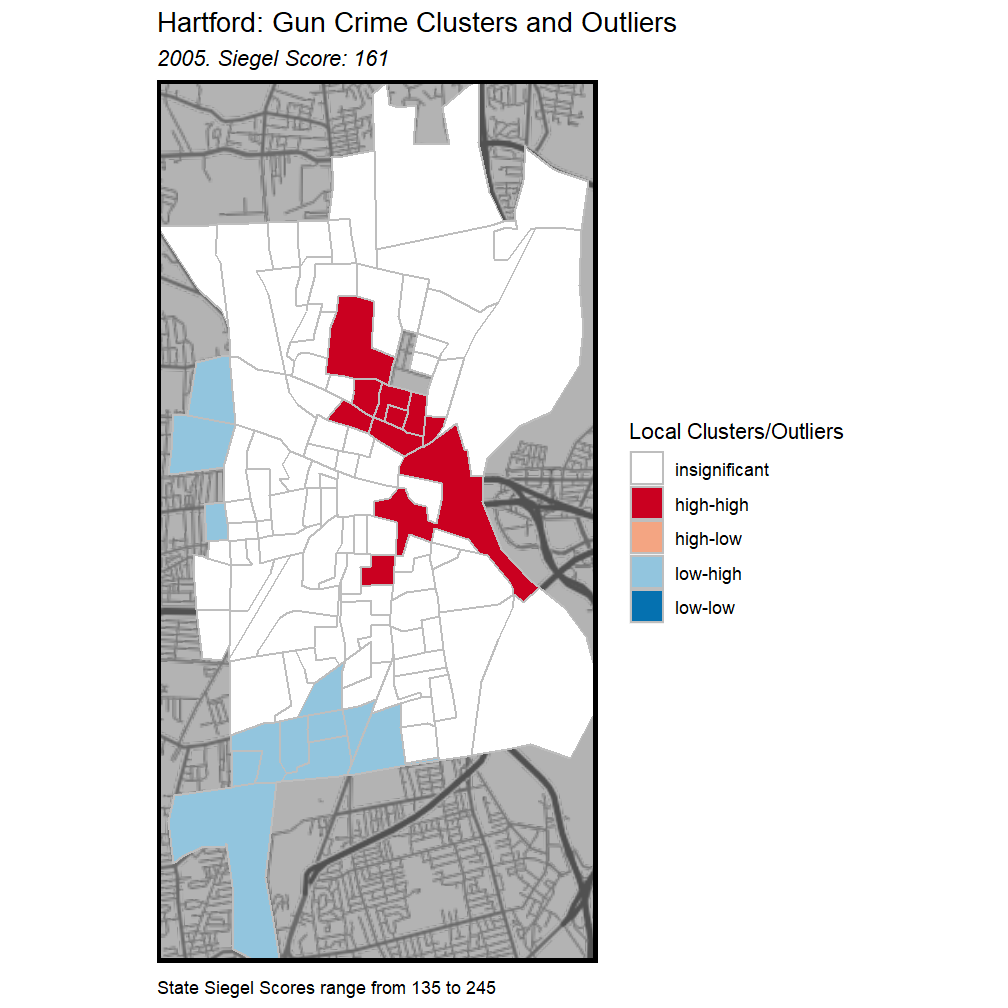 Hartford: Gun Crime Clusters and Outliers
2005. Siegel Score: 161
Local Clusters/Outliers
insignificant
high-high
high-low
low-high
low-low
State Siegel Scores range from 135 to 245